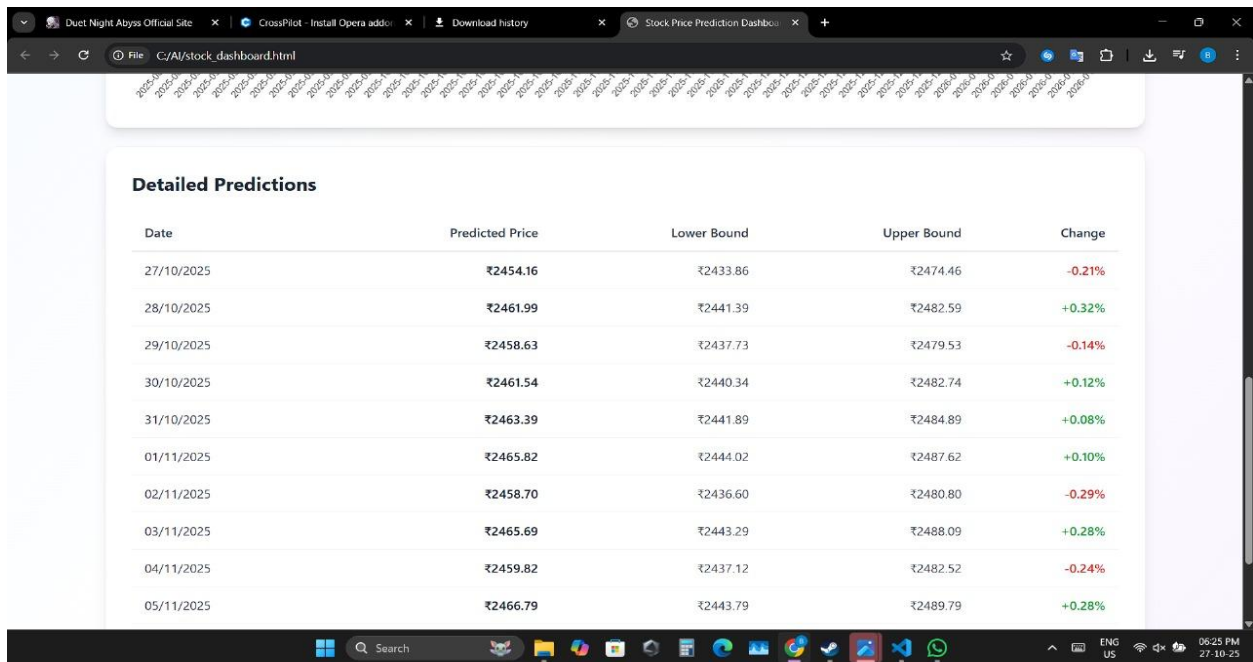 Duet Night Abyss Official Site
CrossPilot - Install Opera addon
Download history
Stock Price Prediction Dashboa
File C:/AI/stock_dashboard.html
Detailed Predictions
Date Predicted Price Lower Bound Upper Bound Change
27/10/2025 ₹2454.16 ₹2433.86 ₹2474.46 -0.21%
28/10/2025 ₹2461.99 ₹2441.39 ₹2482.59 +0.32%
29/10/2025 ₹2458.63 ₹2437.73 ₹2479.53 -0.14%
30/10/2025 ₹2461.54 ₹2440.34 ₹2482.74 +0.12%
31/10/2025 ₹2463.39 ₹2441.89 ₹2484.89 +0.08%
01/11/2025 ₹2465.82 ₹2444.02 ₹2487.62 +0.10%
02/11/2025 ₹2458.70 ₹2436.60 ₹2480.80 -0.29%
03/11/2025 ₹2465.69 ₹2443.29 ₹2488.09 +0.28%
04/11/2025 ₹2459.82 ₹2437.12 ₹2482.52 -0.24%
05/11/2025 ₹2466.79 ₹2443.79 ₹2489.79 +0.28%
Search
ENG
US
06:25 PM
27-10-25